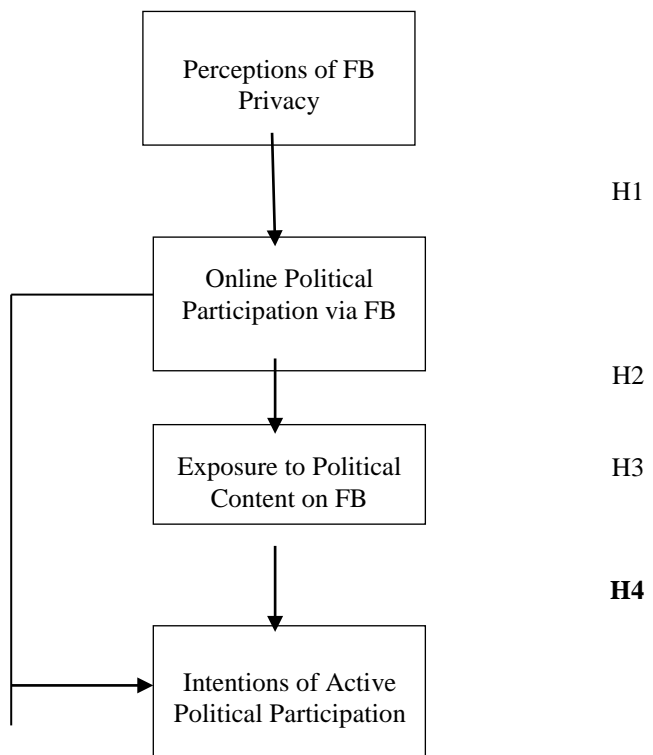 Perceptions of FB
Privacy
H1
Online Political
Participation via FB
H2
Exposure to Political
Content on FB
H3
H4
Intentions of Active
Political Participation